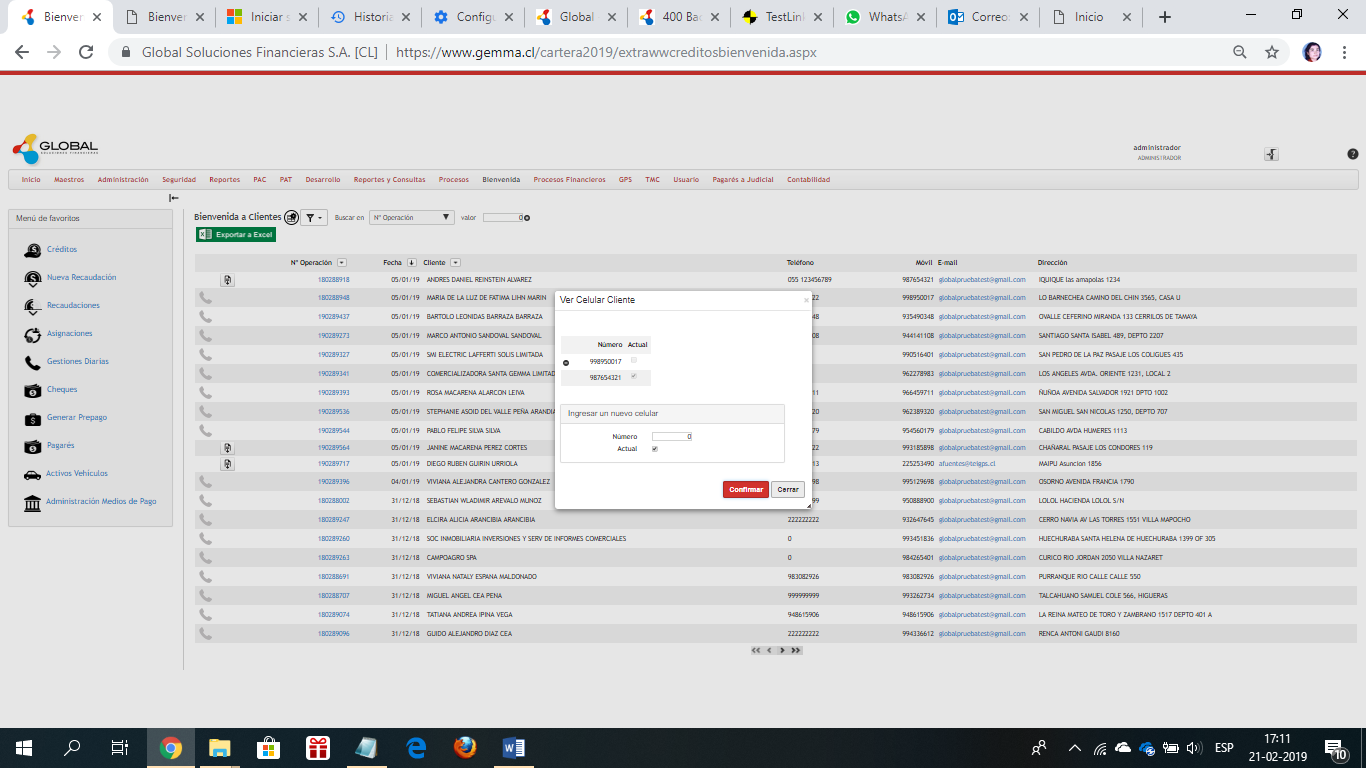 Bienver
Bienver
Iniciar s
Historia
Configu
Global
400 Bad
TestLink
WhatsA
Correo:
Inicio
Global Soluciones Financieras S.A. [CL] | https://www.gemma.cl/cartera2019/extrawwcreditosbienvenida.aspx
GLOBAL
SOLUCIONES FINANCIERAS
administrador
ADMINISTRADOR
Inicio Maestros Administración Seguridad Reportes PAC PAT Desarrollo Reportes y Consultas Procesos Bienvenida Procesos Financieros GPS TMC Usuario Pagarés a Judicial Contabilidad
Menú de favoritos
Créditos
Nueva Recaudación
Recaudaciones
Asignaciones
Gestiones Diarias
Cheques
Generar Prepago
Pagarés
Activos Vehículos
Administración Medios de Pago
Bienvenida a Clientes Buscar en N° Operación valor 0
Exportar a Excel
N° Operación Fecha Cliente Teléfono Móvil E-mail Dirección
180288918 05/01/19 ANDRES DANIEL REINSTEIN ALVAREZ 055 123456789 987654321 globalpruebatest@gmail.com IQUIQUE las amapolas 1234
180288948 05/01/19 MARIA DE LA LUZ DE FATIMA LIHN MARIN 22 998950017 globalpruebatest@gmail.com LO BARNECHEA CAMINO DEL CHIN 3565, CASA U
190289437 05/01/19 BARTOLO LEONIDAS BARRAZA BARRAZA 48 935490348 globalpruebatest@gmail.com OVALLE CEFERINO MIRANDA 133 CERRILOS DE TAMAYA
190289273 05/01/19 MARCO ANTONIO SANDOVAL SANDOVAL 08 944141108 globalpruebatest@gmail.com SANTIAGO SANTA ISABEL 489, DEPTO 2207
190289327 05/01/19 SMI ELECTRIC LAFFERTI SOLIS LIMITADA 990516401 globalpruebatest@gmail.com SAN PEDRO DE LA PAZ PASAJE LOS COLIGUES 435
190289341 05/01/19 COMERCIALIZADORA SANTA GEMMA LIMITAD 962278983 globalpruebatest@gmail.com LOS ANGELES AVDA. ORIENTE 1231, LOCAL 2
190289393 05/01/19 ROSA MACARENA ALARCON LEIVA 11 966459711 globalpruebatest@gmail.com ÑUÑOA AVENIDA SALVADOR 1921 DPTO 1002
190289536 05/01/19 STEPHANIE ASOID DEL VALLE PEÑA ARANDIA 20 962389320 globalpruebatest@gmail.com SAN MIGUEL SAN NICOLAS 1250, DEPTO 707
190289544 05/01/19 PABLO FELIPE SILVA SILVA 79 954560179 globalpruebatest@gmail.com CABILDO AVDA HUMERES 1113
190289564 05/01/19 JANINE MACARENA PEREZ CORTES 22 993185898 globalpruebatest@gmail.com CHAÑARAL PASAJE LOS CONDORES 119
190289717 05/01/19 DIEGO RUBEN GUIRIN URRIOLA 13 225253490 afuentes@telgps.cl MAIPU Asuncion 1856
190289396 04/01/19 VIVIANA ALEJANDRA CANTERO GONZALEZ 98 995129698 globalpruebatest@gmail.com OSORNO AVENIDA FRANCIA 1790
180288002 31/12/18 SEBASTIAN WLADIMIR AREVALO MUNOZ 99 950888900 globalpruebatest@gmail.com LOLOL HACIENDA LOLOL S/N
180289247 31/12/18 ELCIRA ALICIA ARANCIBIA ARANCIBIA 222222222 932647645 globalpruebatest@gmail.com CERRO NAVIA AV LAS TORRES 1551 VILLA MAPOCHO
180289260 31/12/18 SOC INMOBILIARIA INVERSIONES Y SERV DE INFORMES COMERCIALES 0 993451836 globalpruebatest@gmail.com HUECHURABA SANTA HELENA DE HUECHURABA 1399 OF 305
180289263 31/12/18 CAMPOAGRO SPA 0 984265401 globalpruebatest@gmail.com CURICO RIO JORDAN 2050 VILLA NAZARET
180288691 31/12/18 VIVIANA NATALY ESPANA MALDONADO 983082926 983082926 globalpruebatest@gmail.com PURRANQUE RIO CALLE CALLE 550
180288707 31/12/18 MIGUEL ANGEL CEA PENA 999999999 993262734 globalpruebatest@gmail.com TALCAHUANO SAMUEL COLE 566, HIGUERAS
180289074 31/12/18 TATIANA ANDREA IPINA VEGA 948615906 948615906 globalpruebatest@gmail.com LA REINA MATEO DE TORO Y ZAMBRANO 1517 DEPTO 401 A
180289096 31/12/18 GUIDO ALEJANDRO DIAZ CEA 222222222 994336612 globalpruebatest@gmail.com RENCA ANTONI GAUDI 8160
Ver Celular Cliente
Número Actual
998950017
987654321
Ingresar un nuevo celular
Número 0
Actual
Confirmar Cerrar
ESP
17:11
21-02-2019
10